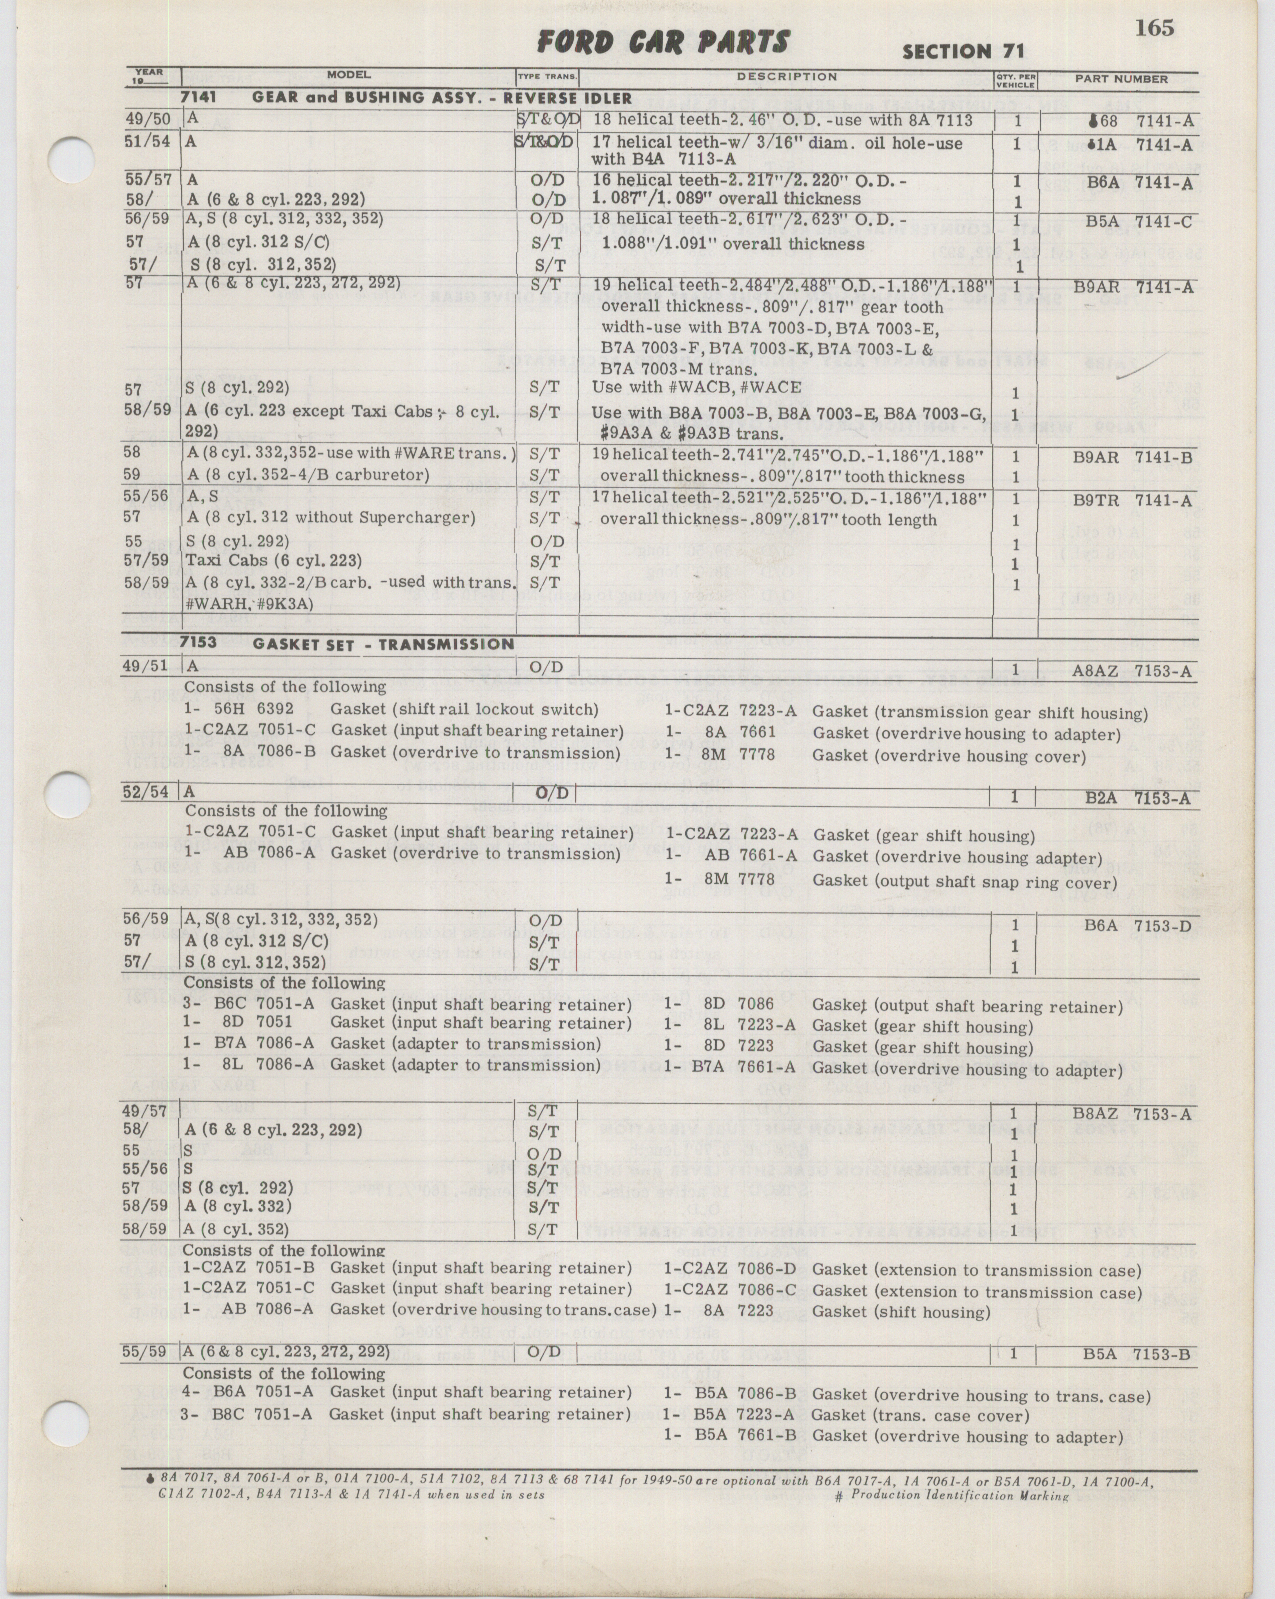 165
FORD CAR PARTS
SECTION 71
YEAR 19__ MODEL TYPE TRANS. DESCRIPTION QTY. PER VEHICLE PART NUMBER
7141 GEAR and BUSHING ASSY. - REVERSE IDLER
49/50 A S/T & O/D 18 helical teeth-2.46" O.D. -use with 8A 7113 1 68 7141-A
51/54 A S/T&O/D 17 helical teeth-w/ 3/16" diam. oil hole-use 1 1A 7141-A
with B4A 7113-A
55/57 A O/D 16 helical teeth-2.217"/2.220" O.D.- 1 B6A 7141-A
58/ A (6 & 8 cyl. 223, 292) O/D 1.087"/1.089" overall thickness 1
56/59 A, S (8 cyl. 312, 332, 352) O/D 18 helical teeth-2.617"/2.623" O.D.- 1 B5A 7141-C
57 A (8 cyl. 312 S/C) S/T 1.088"/1.091" overall thickness 1
57/ S (8 cyl. 312,352) S/T 1
57 A (6 & 8 cyl. 223, 272, 292) S/T 19 helical teeth-2.484"/2.488" O.D.-1.186"/1.188" 1 B9AR 7141-A
overall thickness-.809"/.817" gear tooth
width-use with B7A 7003-D, B7A 7003-E,
B7A 7003-F, B7A 7003-K, B7A 7003-L &
B7A 7003-M trans.
57 S (8 cyl. 292) S/T Use with #WACB, #WACE 1
58/59 A (6 cyl. 223 except Taxi Cabs:- 8 cyl. S/T Use with B8A 7003-B, B8A 7003-E, B8A 7003-G, 1
292) #9A3A & #9A3B trans.
58 A (8 cyl. 332,352-use with #WARE trans.) S/T 19 helical teeth-2.741"/2.745"O.D.-1.186"/1.188" 1 B9AR 7141-B
59 A (8 cyl. 352-4/B carburetor) S/T overall thickness-.809"/.817" tooth thickness 1
55/56 A, S S/T 17 helical teeth-2.521"/2.525"O.D.-1.186"/1.188" 1 B9TR 7141-A
57 A (8 cyl. 312 without Supercharger) S/T overall thickness-.809"/.817" tooth length 1
55 S (8 cyl. 292) O/D 1
57/59 Taxi Cabs (6 cyl. 223) S/T 1
58/59 A (8 cyl. 332-2/B carb. -used with trans. S/T 1
#WARH, #9K3A)
7153 GASKET SET - TRANSMISSION
49/51 A O/D 1 A8AZ 7153-A
Consists of the following
1- 56H 6392 Gasket (shift rail lockout switch) 1-C2AZ 7223-A Gasket (transmission gear shift housing)
1-C2AZ 7051-C Gasket (input shaft bearing retainer) 1- 8A 7661 Gasket (overdrive housing to adapter)
1- 8A 7086-B Gasket (overdrive to transmission) 1- 8M 7778 Gasket (overdrive housing cover)
52/54 A O/D 1 B2A 7153-A
Consists of the following
1-C2AZ 7051-C Gasket (input shaft bearing retainer) 1-C2AZ 7223-A Gasket (gear shift housing)
1- AB 7086-A Gasket (overdrive to transmission) 1- AB 7661-A Gasket (overdrive housing adapter)
1- 8M 7778 Gasket (output shaft snap ring cover)
56/59 A, S(8 cyl. 312, 332, 352) O/D 1 B6A 7153-D
57 A (8 cyl. 312 S/C) S/T 1
57/ S (8 cyl. 312,352) S/T 1
Consists of the following
3- B6C 7051-A Gasket (input shaft bearing retainer) 1- 8D 7086 Gasket (output shaft bearing retainer)
1- 8D 7051 Gasket (input shaft bearing retainer) 1- 8L 7223-A Gasket (gear shift housing)
1- B7A 7086-A Gasket (adapter to transmission) 1- 8D 7223 Gasket (gear shift housing)
1- 8L 7086-A Gasket (adapter to transmission) 1- B7A 7661-A Gasket (overdrive housing to adapter)
49/57 S/T 1 B8AZ 7153-A
58/ A (6 & 8 cyl. 223, 292) S/T 1
55 S O/D 1
55/56 S S/T 1
57 S (8 cyl. 292) S/T 1
58/59 A (8 cyl. 332) S/T 1
58/59 A (8 cyl. 352) S/T 1
Consists of the following
1-C2AZ 7051-B Gasket (input shaft bearing retainer) 1-C2AZ 7086-D Gasket (extension to transmission case)
1-C2AZ 7051-C Gasket (input shaft bearing retainer) 1-C2AZ 7086-C Gasket (extension to transmission case)
1- AB 7086-A Gasket (overdrive housing to trans.case) 1- 8A 7223 Gasket (shift housing)
55/59 A (6 & 8 cyl. 223, 272, 292) O/D 1 B5A 7153-B
Consists of the following
4- B6A 7051-A Gasket (input shaft bearing retainer) 1- B5A 7086-B Gasket (overdrive housing to trans. case)
3- B8C 7051-A Gasket (input shaft bearing retainer) 1- B5A 7223-A Gasket (trans. case cover)
1- B5A 7661-B Gasket (overdrive housing to adapter)
8A 7017, 8A 7061-A or B, 01A 7100-A, 51A 7102, 8A 7113 & 68 7141 for 1949-50 are optional with B6A 7017-A, 1A 7061-A or B5A 7061-D, 1A 7100-A,
C1AZ 7102-A, B4A 7113-A & 1A 7141-A when used in sets # Production Identification Marking